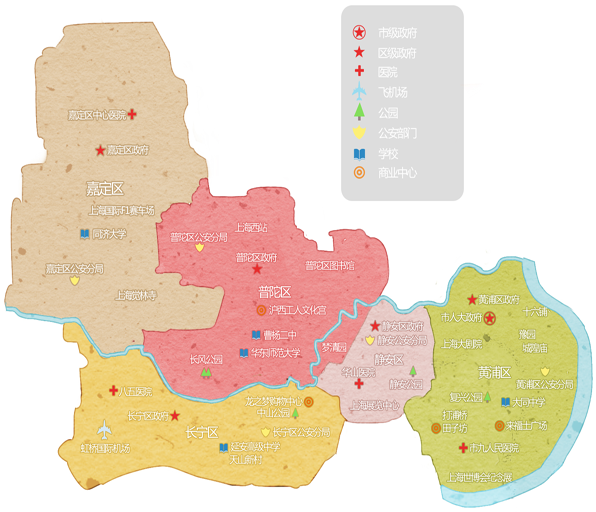 市级政府
区级政府
医院
飞机场
公园
公安部门
学校
商业中心
嘉定区中心医院
嘉定区政府
嘉定区
上海国际F1赛车场
同济大学
嘉定区公安分局
上海觉林寺
上海西站
普陀区公安分局
普陀区政府
普陀区图书馆
普陀区
沪西工人文化宫
曹杨二中
华东师范大学
长风公园
梦清园
静安区政府
静安公安分局
静安区
华山医院
静安公园
上海展览中心
黄浦区政府
市人大政府
十六铺
上海大剧院
豫园
城隍庙
黄浦区
黄浦区公安分局
复兴公园
大同中学
打浦桥
田子坊
来福士广场
市九人民医院
上海世博会纪念展
八五医院
长宁区政府
龙之梦购物中心
中山公园
虹桥国际机场
长宁区
长宁区公安分局
延安高级中学
天山新村